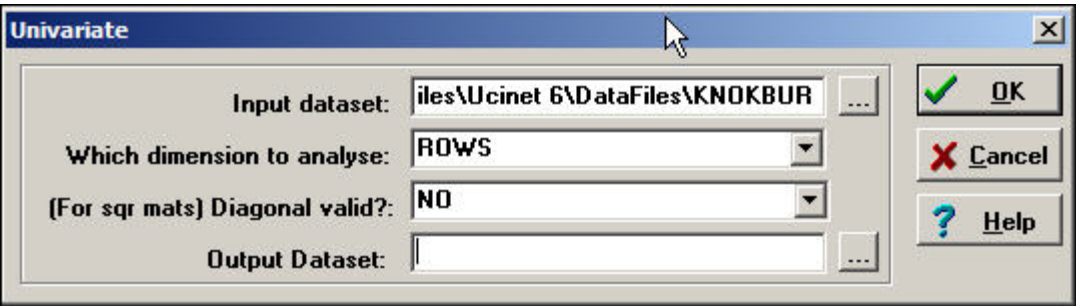 Univariate
Input dataset: iles\Ucinet 6\DataFiles\KNOKBUR ...
Which dimension to analyse: ROWS
(For sqr mats) Diagonal valid?: NO
Output Dataset: ...
OK
Cancel
Help